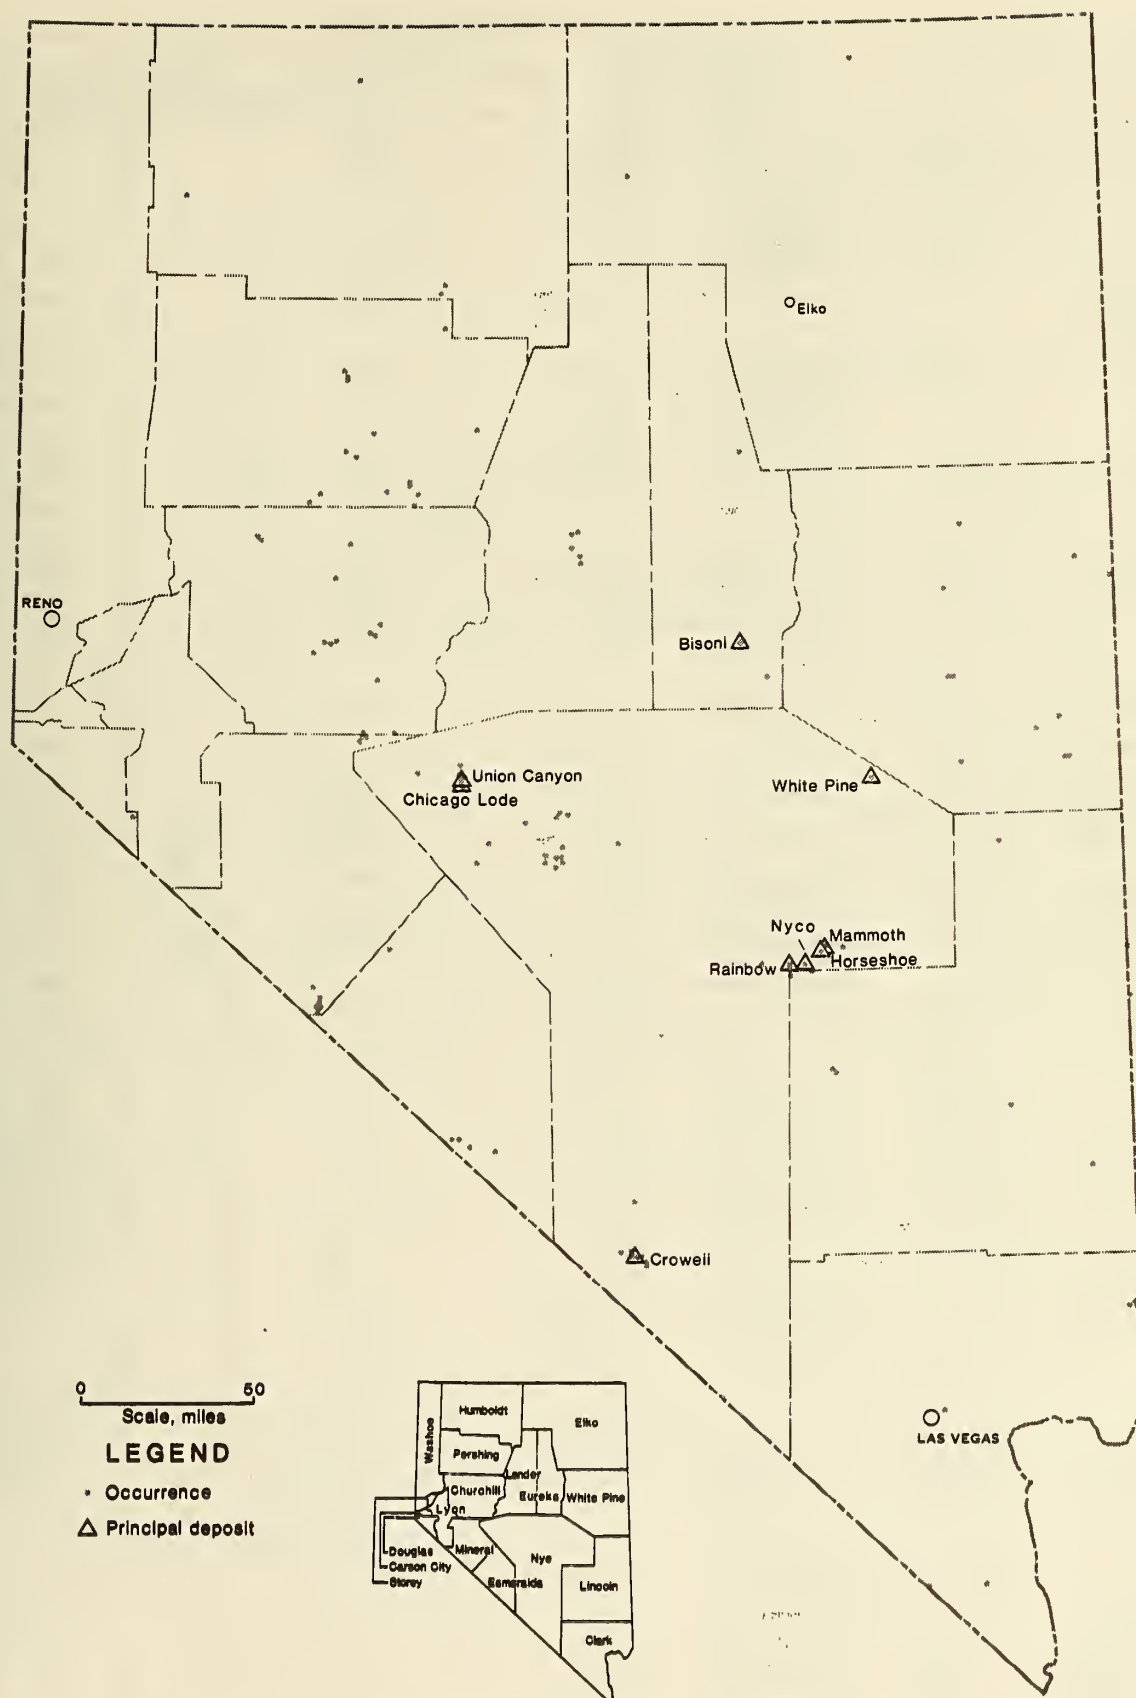 Elko
RENO
Bisoni
Union Canyon
Chicago Lode
White Pine
Nyco
Mammoth
Rainbow
Horseshoe
Crowell
0 50
Scale, miles
LEGEND
Occurrence
Principal deposit
LAS VEGAS
Washoe
Humboldt
Elko
Pershing
Lander
Churchill
Eureka
White Pine
Lyon
Douglas
Carson City
Storey
Mineral
Nye
Esmeralda
Lincoln
Clark